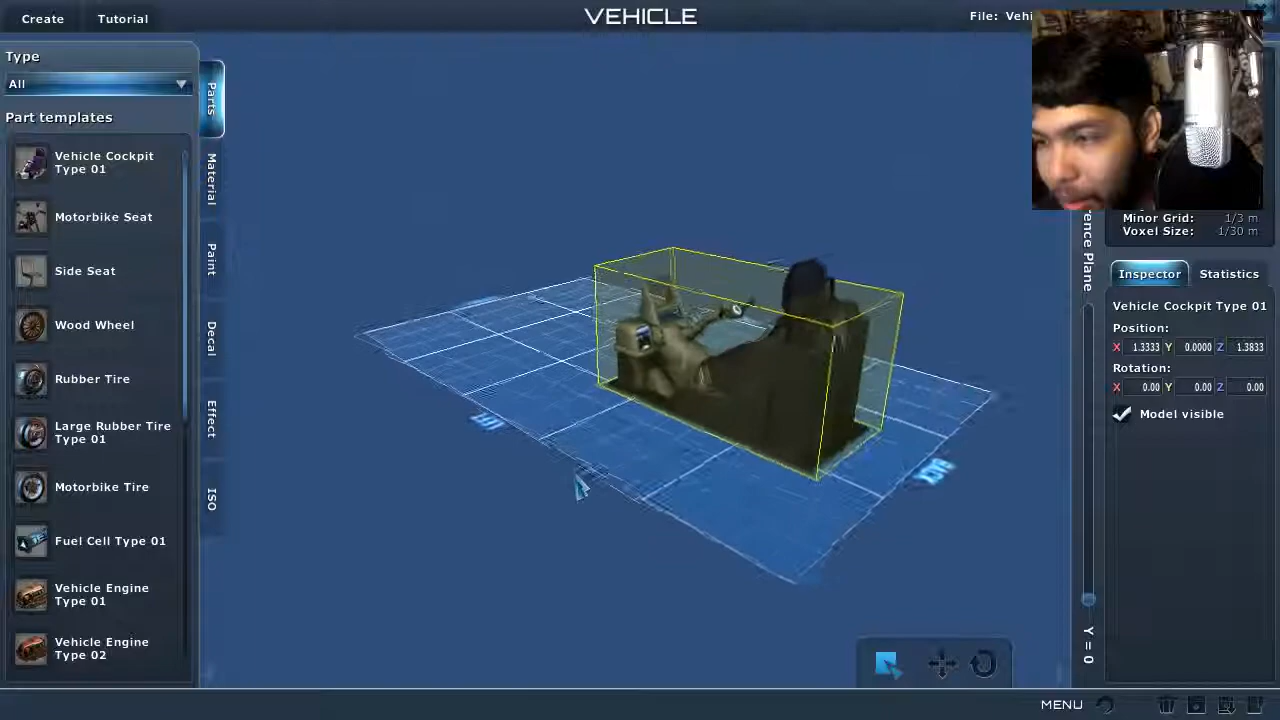 Create
Tutorial
VEHICLE
File: Vehi
Type
All
Part templates
Vehicle Cockpit
Type 01
Motorbike Seat
Side Seat
Wood Wheel
Rubber Tire
Large Rubber Tire
Type 01
Motorbike Tire
Fuel Cell Type 01
Vehicle Engine
Type 01
Vehicle Engine
Type 02
Parts
Material
Paint
Decal
Effect
ISO
Minor Grid: 1/3 m
Voxel Size: 1/30 m
ence Plane
Y = 0
Inspector
Statistics
Vehicle Cockpit Type 01
Position:
X 1.3333 Y 0.0000 Z 1.3833
Rotation:
X 0.00 Y 0.00 Z 0.00
Model visible
MENU